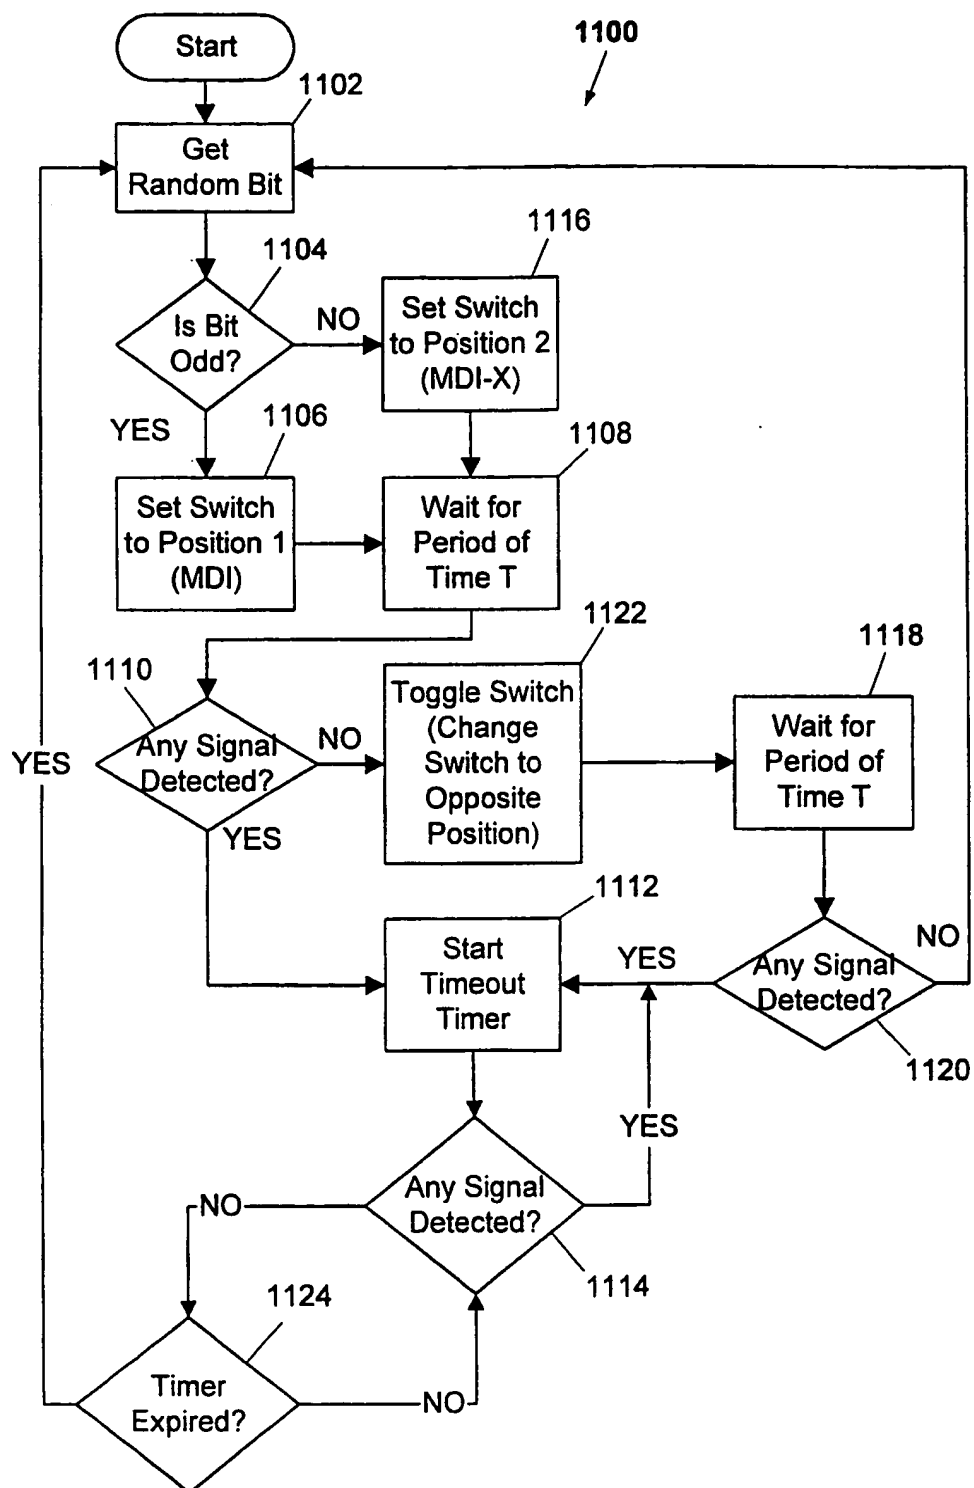 1100
Start
1102
Get
Random Bit
1104
Is Bit
Odd?
NO
YES
1116
Set Switch
to Position 2
(MDI-X)
1106
Set Switch
to Position 1
(MDI)
1108
Wait for
Period of
Time T
1110
Any Signal
Detected?
NO
YES
1122
Toggle Switch
(Change
Switch to
Opposite
Position)
1118
Wait for
Period of
Time T
YES
1112
Start
Timeout
Timer
YES
Any Signal
Detected?
NO
1120
YES
Any Signal
Detected?
1114
NO
1124
Timer
Expired?
NO